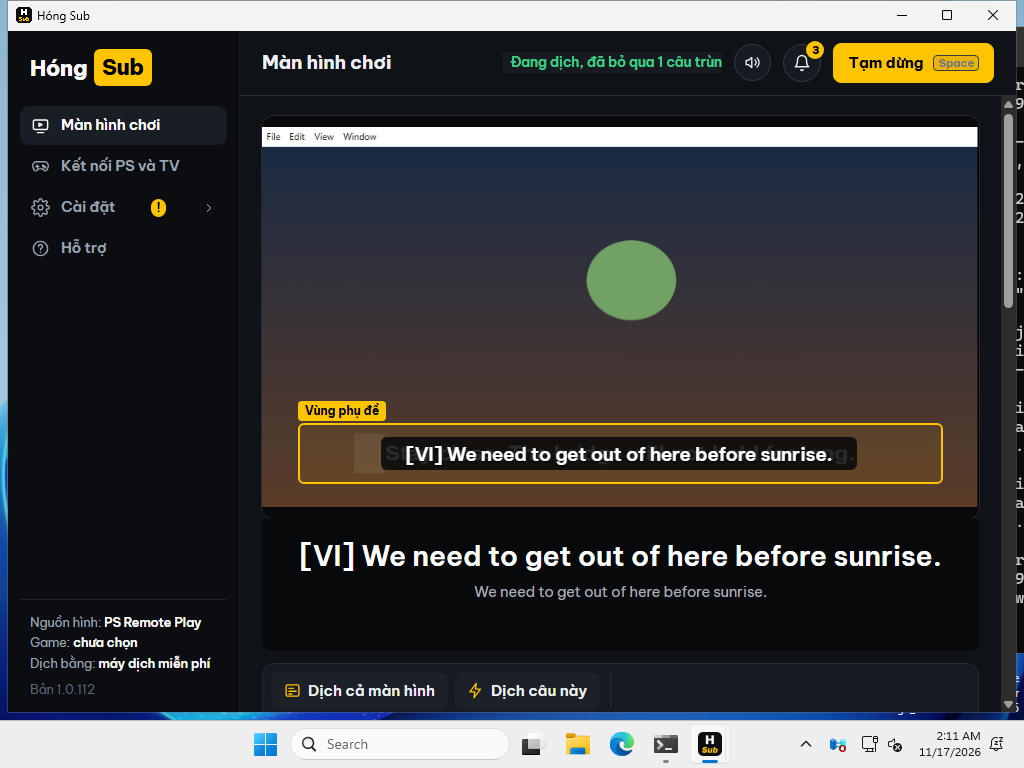 Hóng Sub
Hóng Sub
Màn hình chơi
Đang dịch, đã bỏ qua 1 câu trùn
3
Tạm dừng Space
Màn hình chơi
Kết nối PS và TV
Cài đặt !
Hỗ trợ
File Edit View Window
Vùng phụ đề
[VI] We need to get out of here before sunrise.
[VI] We need to get out of here before sunrise.
We need to get out of here before sunrise.
Nguồn hình: PS Remote Play
Game: chưa chọn
Dịch bằng: máy dịch miễn phí
Bản 1.0.112
Dịch cả màn hình
Dịch câu này
Search
H
Sub
2:11 AM
11/17/2026